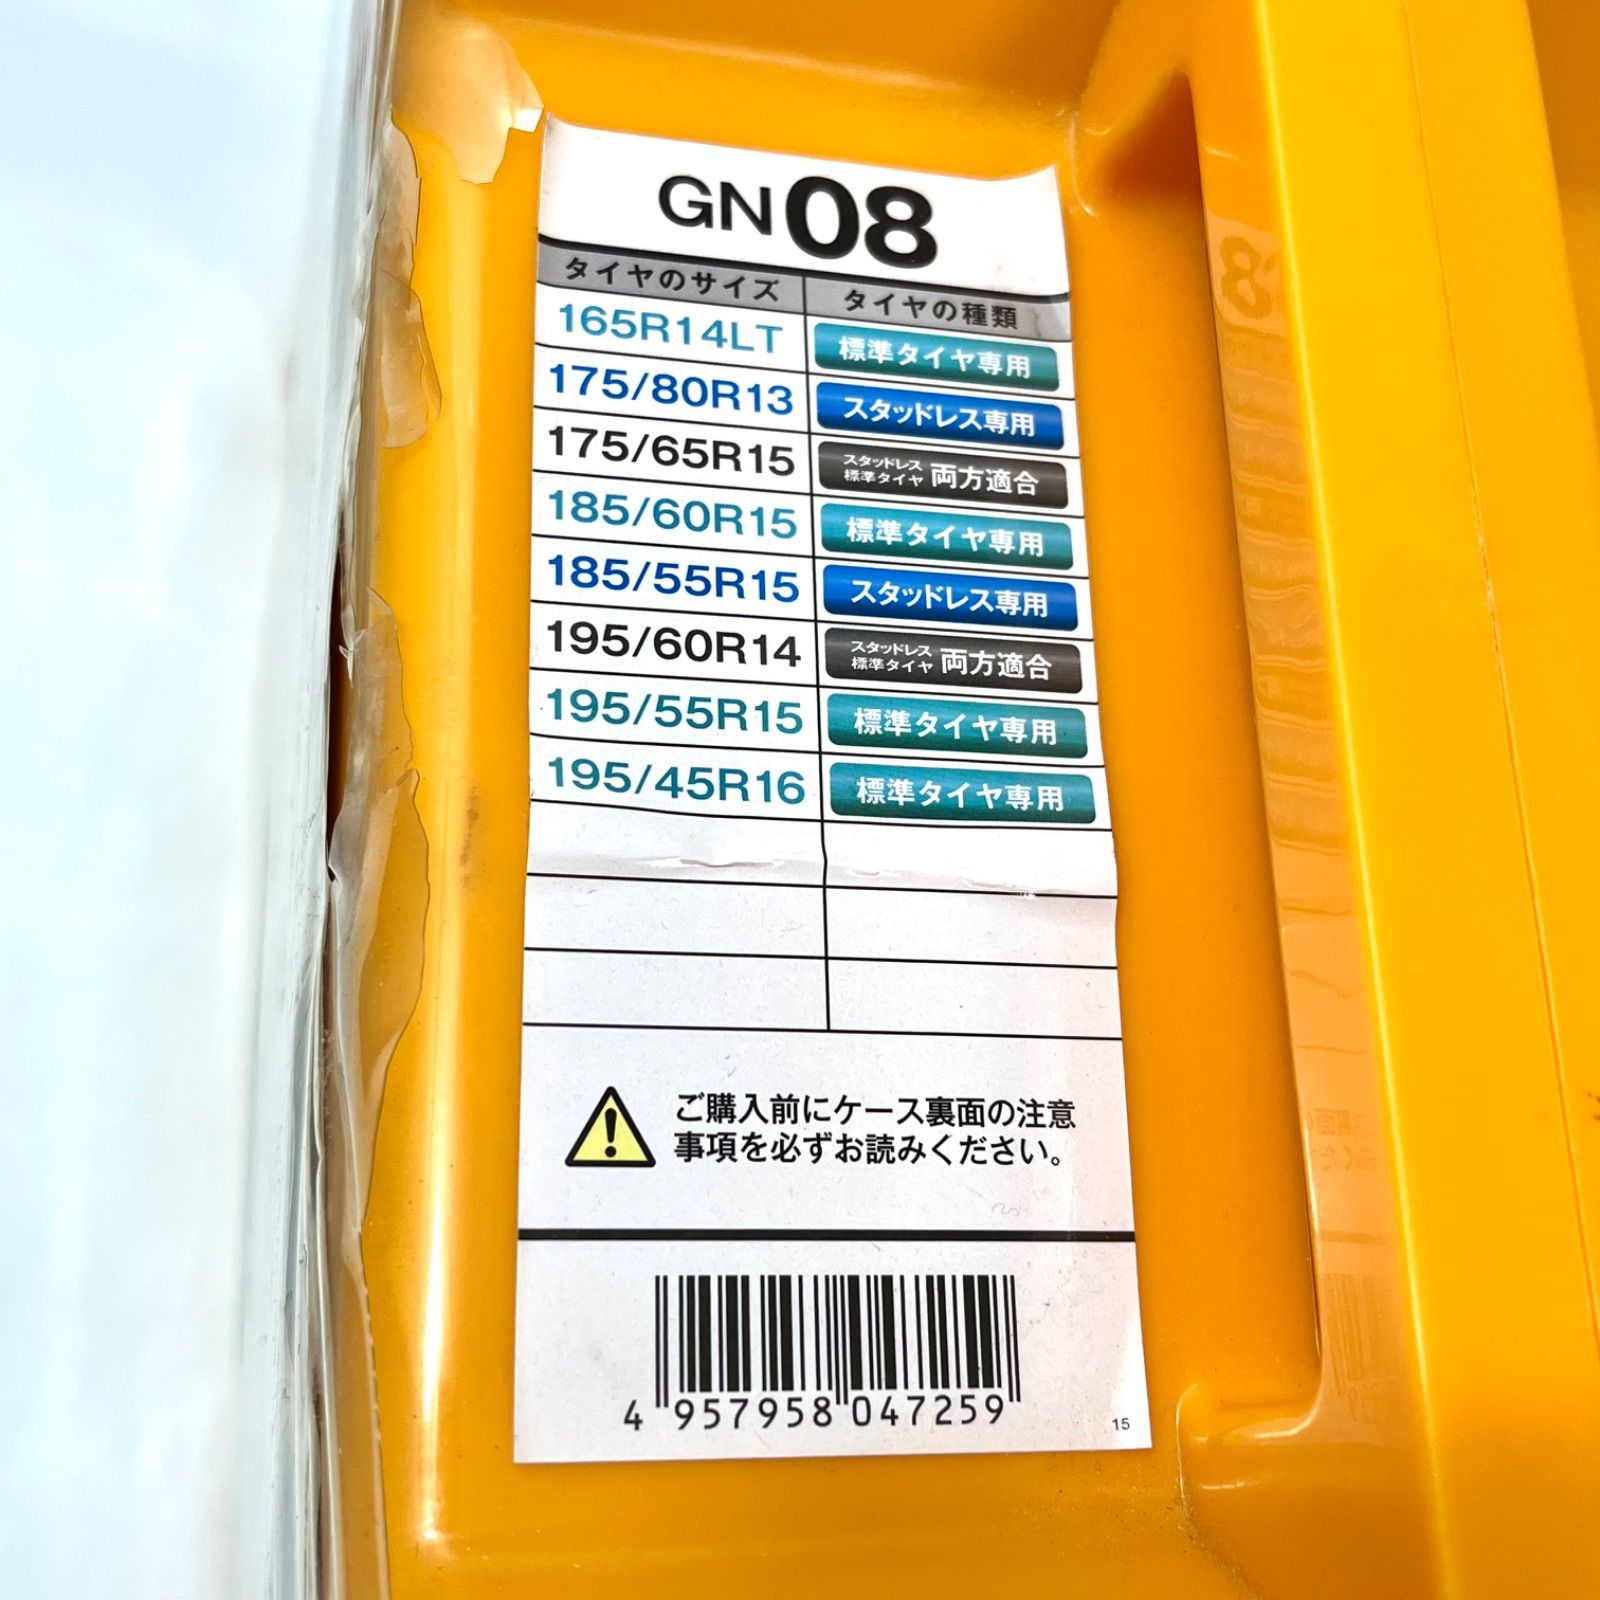 GN08
タイヤのサイズ タイヤの種類
165R14LT 標準タイヤ専用
175/80R13 スタッドレス専用
175/65R15 スタッドレス 標準タイヤ 両方適合
185/60R15 標準タイヤ専用
185/55R15 スタッドレス専用
195/60R14 スタッドレス 標準タイヤ 両方適合
195/55R15 標準タイヤ専用
195/45R16 標準タイヤ専用
ご購入前にケース裏面の注意
事項を必ずお読みください。
4 957958 047259
15